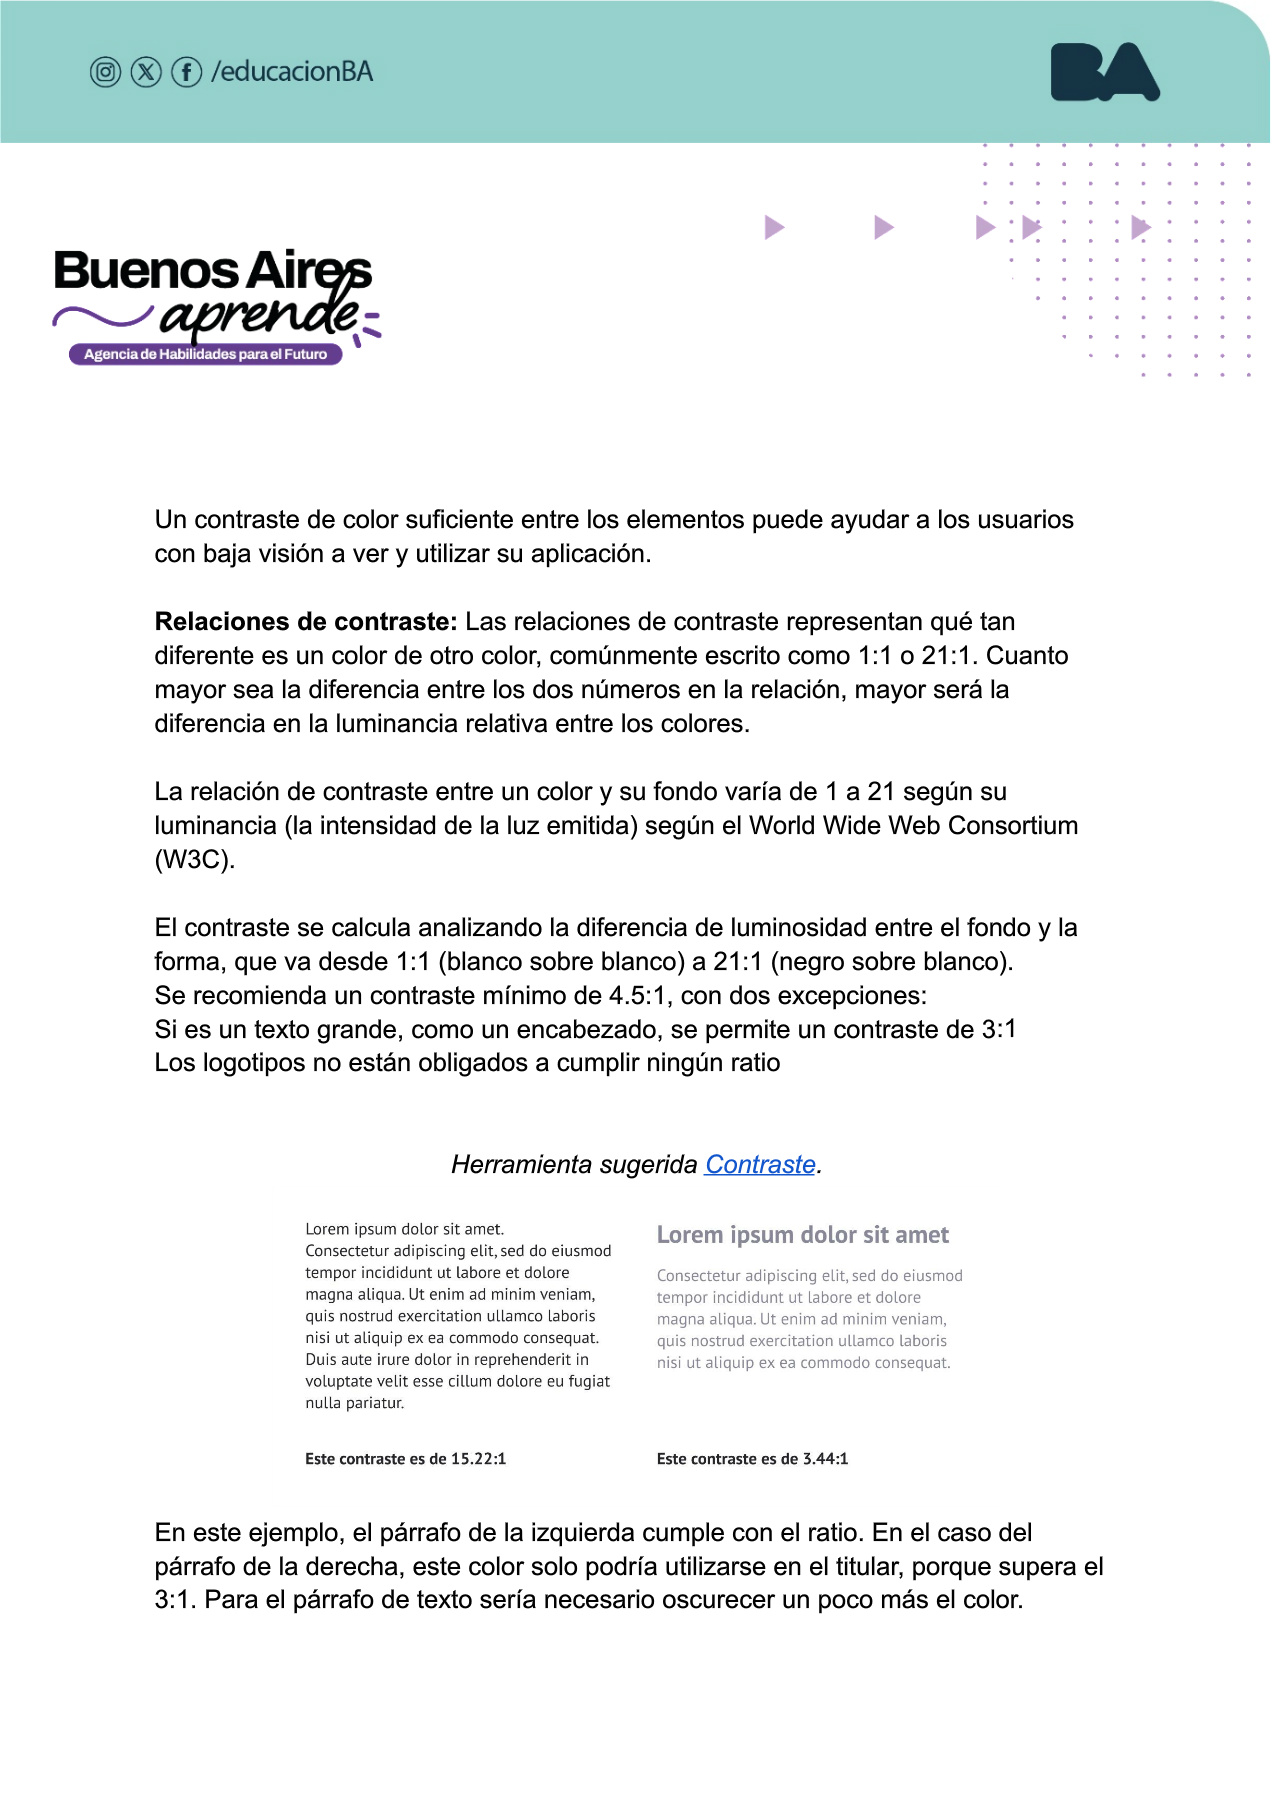 /educacionBA
BA
Buenos Aires
aprende
Agencia de Habilidades para el Futuro
Un contraste de color suficiente entre los elementos puede ayudar a los usuarios
con baja visión a ver y utilizar su aplicación.
Relaciones de contraste: Las relaciones de contraste representan qué tan
diferente es un color de otro color, comúnmente escrito como 1:1 o 21:1. Cuanto
mayor sea la diferencia entre los dos números en la relación, mayor será la
diferencia en la luminancia relativa entre los colores.
La relación de contraste entre un color y su fondo varía de 1 a 21 según su
luminancia (la intensidad de la luz emitida) según el World Wide Web Consortium
(W3C).
El contraste se calcula analizando la diferencia de luminosidad entre el fondo y la
forma, que va desde 1:1 (blanco sobre blanco) a 21:1 (negro sobre blanco).
Se recomienda un contraste mínimo de 4.5:1, con dos excepciones:
Si es un texto grande, como un encabezado, se permite un contraste de 3:1
Los logotipos no están obligados a cumplir ningún ratio
Herramienta sugerida Contraste.
Lorem ipsum dolor sit amet.
Consectetur adipiscing elit, sed do eiusmod
tempor incididunt ut labore et dolore
magna aliqua. Ut enim ad minim veniam,
quis nostrud exercitation ullamco laboris
nisi ut aliquip ex ea commodo consequat.
Duis aute irure dolor in reprehenderit in
voluptate velit esse cillum dolore eu fugiat
nulla pariatur.
Este contraste es de 15.22:1
Lorem ipsum dolor sit amet
Consectetur adipiscing elit, sed do eiusmod
tempor incididunt ut labore et dolore
magna aliqua. Ut enim ad minim veniam,
quis nostrud exercitation ullamco laboris
nisi ut aliquip ex ea commodo consequat.
Este contraste es de 3.44:1
En este ejemplo, el párrafo de la izquierda cumple con el ratio. En el caso del
párrafo de la derecha, este color solo podría utilizarse en el titular, porque supera el
3:1. Para el párrafo de texto sería necesario oscurecer un poco más el color.